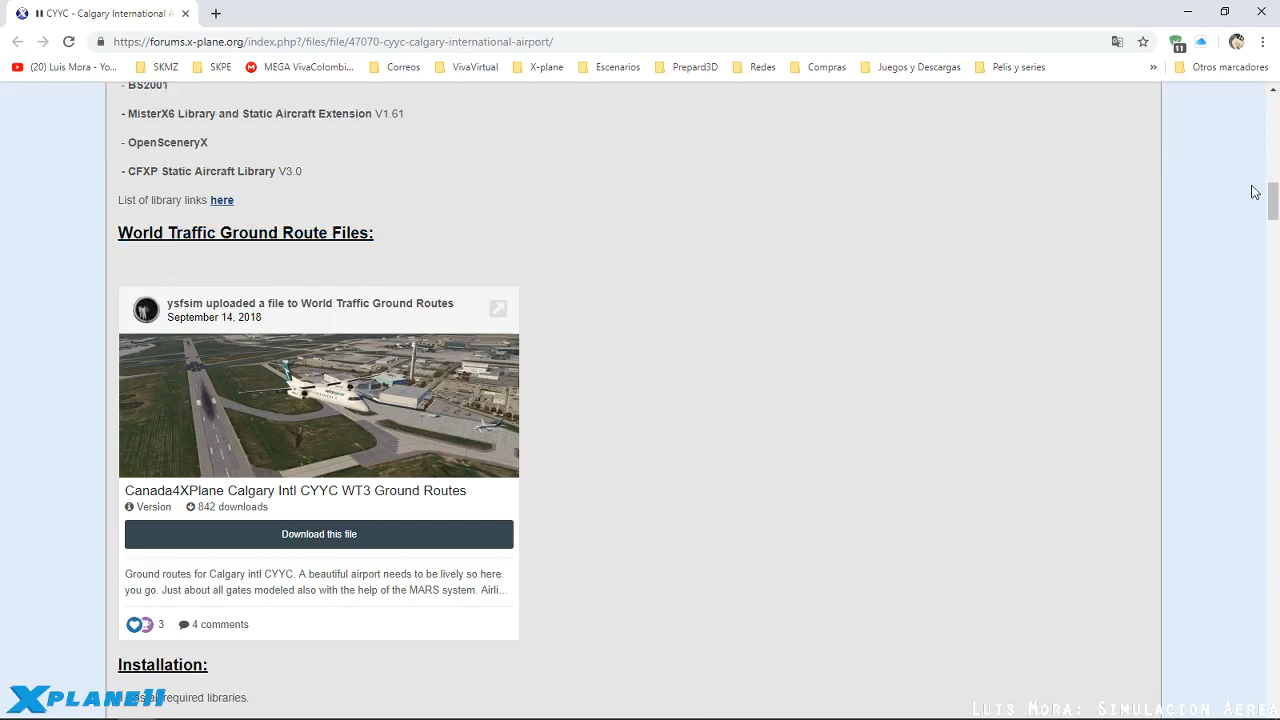 CYYC - Calgary International A
https://forums.x-plane.org/index.php?/files/file/47070-cyyc-calgary-international-airport/
11
(20) Luis Mora - Yo...
SKMZ
SKPE
MEGA VivaColombi...
Correos
VivaVirtual
X-plane
Escenarios
Prepard3D
Redes
Compras
Juegos y Descargas
Pelis y series
»
Otros marcadores
- BS2001
- MisterX6 Library and Static Aircraft Extension V1.61
- OpenSceneryX
- CFXP Static Aircraft Library V3.0
List of library links here
World Traffic Ground Route Files:
ysfsim uploaded a file to World Traffic Ground Routes
September 14, 2018
Canada4XPlane Calgary Intl CYYC WT3 Ground Routes
Version 842 downloads
Download this file
Ground routes for Calgary intl CYYC. A beautiful airport needs to be lively so here
you go. Just about all gates modeled also with the help of the MARS system. Airli...
3 4 comments
Installation:
required libraries.
XPLANE11
LUIS MORA: SIMULACION AEREA